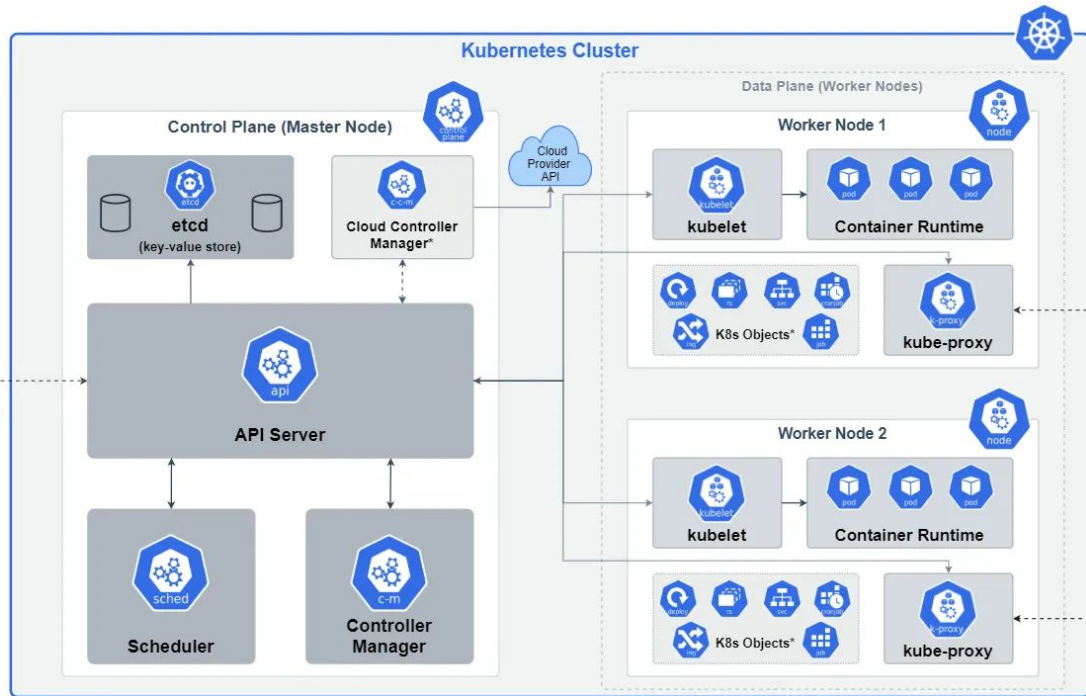 Kubernetes Cluster
Control Plane (Master Node)
control
plane
etcd
etcd
(key-value store)
c-c-m
Cloud Controller
Manager*
Cloud
Provider
API
api
API Server
sched
Scheduler
c-m
Controller
Manager
Data Plane (Worker Nodes)
Worker Node 1
node
kubelet
kubelet
pod
pod
pod
Container Runtime
deploy
rs
svc
cronjob
ing
K8s Objects*
job
k-proxy
kube-proxy
Worker Node 2
node
kubelet
kubelet
pod
pod
pod
Container Runtime
deploy
rs
svc
cronjob
ing
K8s Objects*
job
k-proxy
kube-proxy